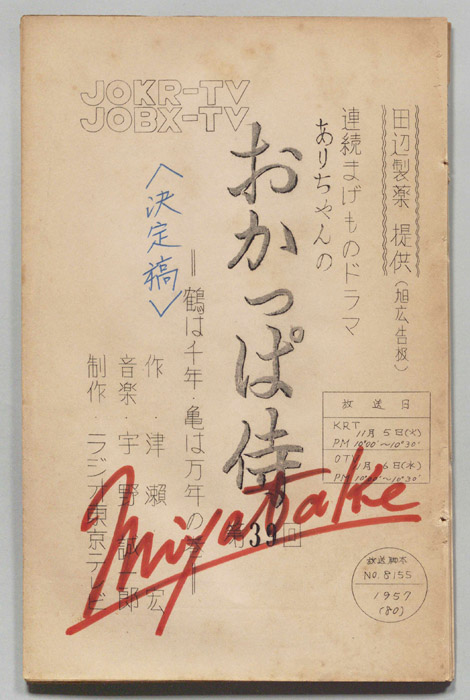 JOKR-TV
JOBX-TV
田辺製薬 提供(旭広告扱)
連続まげものドラマ
ありちゃんの
おかっぱ侍
第39回
=鶴は千年・亀は万年の巻=
<決定稿>
作・津瀬 宏
音楽・宇野誠一郎
制作・ラジオ東京テレビ
放送日
KRT
11月5日(火)
PM 10°00'~10°30'
OTV
11月6日(水)
PM 10°00'~10°30'
放送脚本
NO.8155
1957
(80)
Miyatake